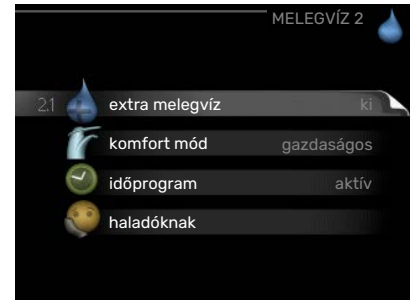 MELEGVÍZ 2
2.1 extra melegvíz ki
komfort mód gazdaságos
időprogram aktív
haladóknak